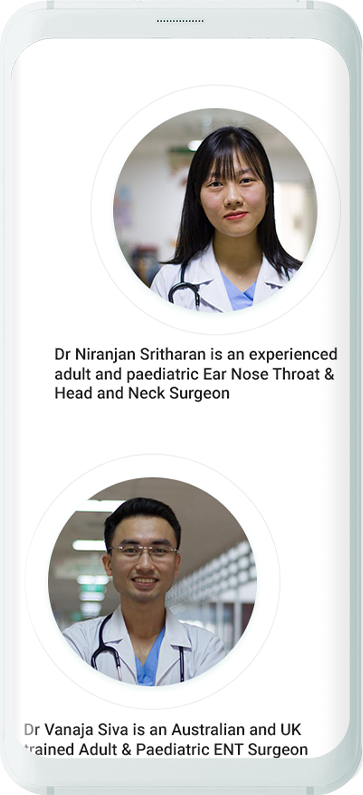 Dr Niranjan Sritharan is an experienced
adult and paediatric Ear Nose Throat &
Head and Neck Surgeon
Dr Vanaja Siva is an Australian and UK
trained Adult & Paediatric ENT Surgeon